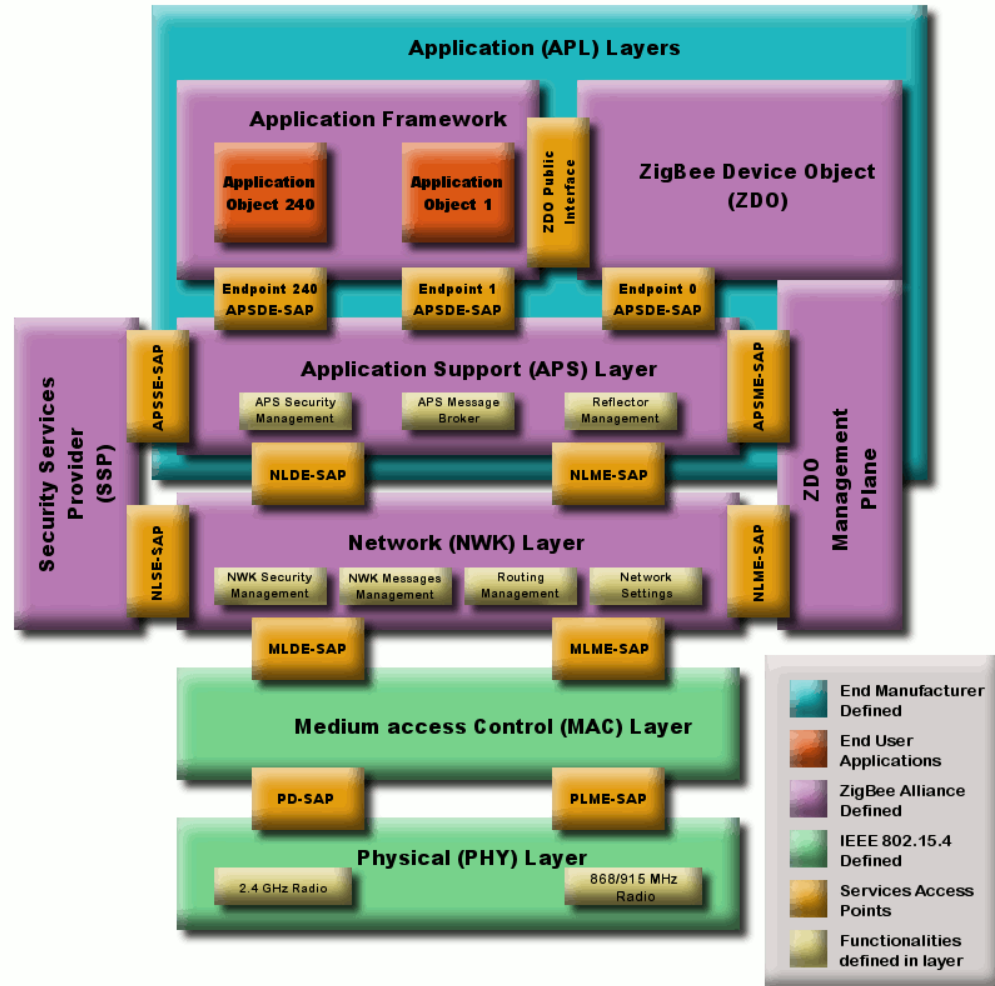 Application (APL) Layers
Application Framework
Application
Object 240
Application
Object 1
ZDO Public
Interface
ZigBee Device Object
(ZDO)
Endpoint 240
APSDE-SAP
Endpoint 1
APSDE-SAP
Endpoint 0
APSDE-SAP
Security Services
Provider
(SSP)
APSSE-SAP
Application Support (APS) Layer
APS Security
Management
APS Message
Broker
Reflector
Management
APSME-SAP
ZDO
Management
Plane
NLDE-SAP
NLME-SAP
NLSE-SAP
Network (NWK) Layer
NWK Security
Management
NWK Messages
Management
Routing
Management
Network
Settings
NLME-SAP
MLDE-SAP
MLME-SAP
Medium access Control (MAC) Layer
PD-SAP
PLME-SAP
Physical (PHY) Layer
2.4 GHz Radio
868/915 MHz
Radio
End Manufacturer
Defined
End User
Applications
ZigBee Alliance
Defined
IEEE 802.15.4
Defined
Services Access
Points
Functionalities
defined in layer